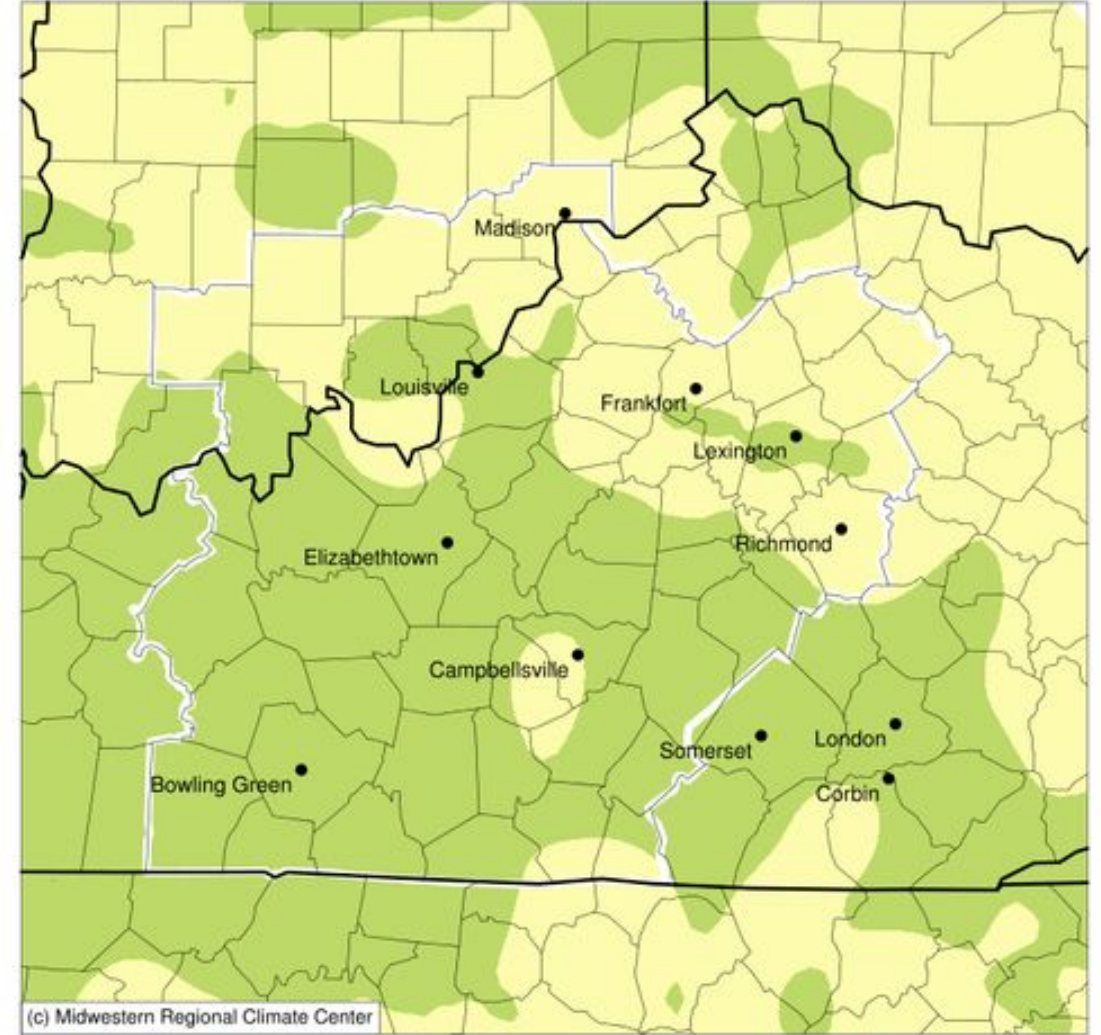 Madison
Louisville
Frankfort
Lexington
Richmond
Elizabethtown
Campbellsville
Somerset
London
Bowling Green
Corbin
(c) Midwestern Regional Climate Center